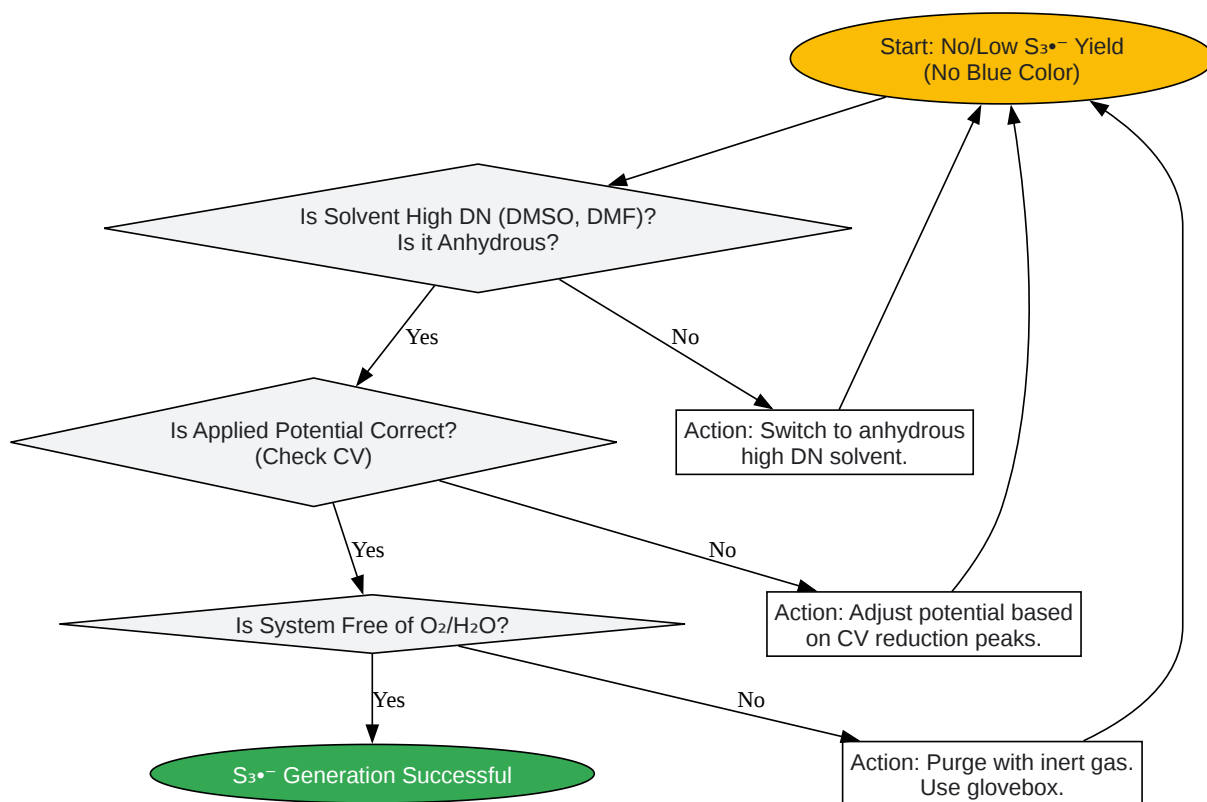 Start: No/Low S₃•⁻ Yield
(No Blue Color)
Is Solvent High DN (DMSO, DMF)?
Is it Anhydrous?
Yes
No
Is Applied Potential Correct?
(Check CV)
Action: Switch to anhydrous
high DN solvent.
Yes
No
Is System Free of O₂/H₂O?
Action: Adjust potential based
on CV reduction peaks.
Yes
No
S₃•⁻ Generation Successful
Action: Purge with inert gas.
Use glovebox.